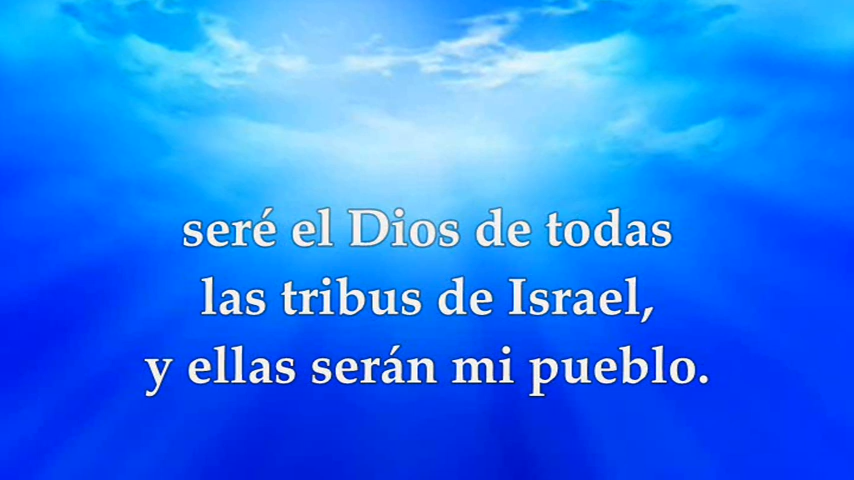 seré el Dios de todas
las tribus de Israel,
y ellas serán mi pueblo.